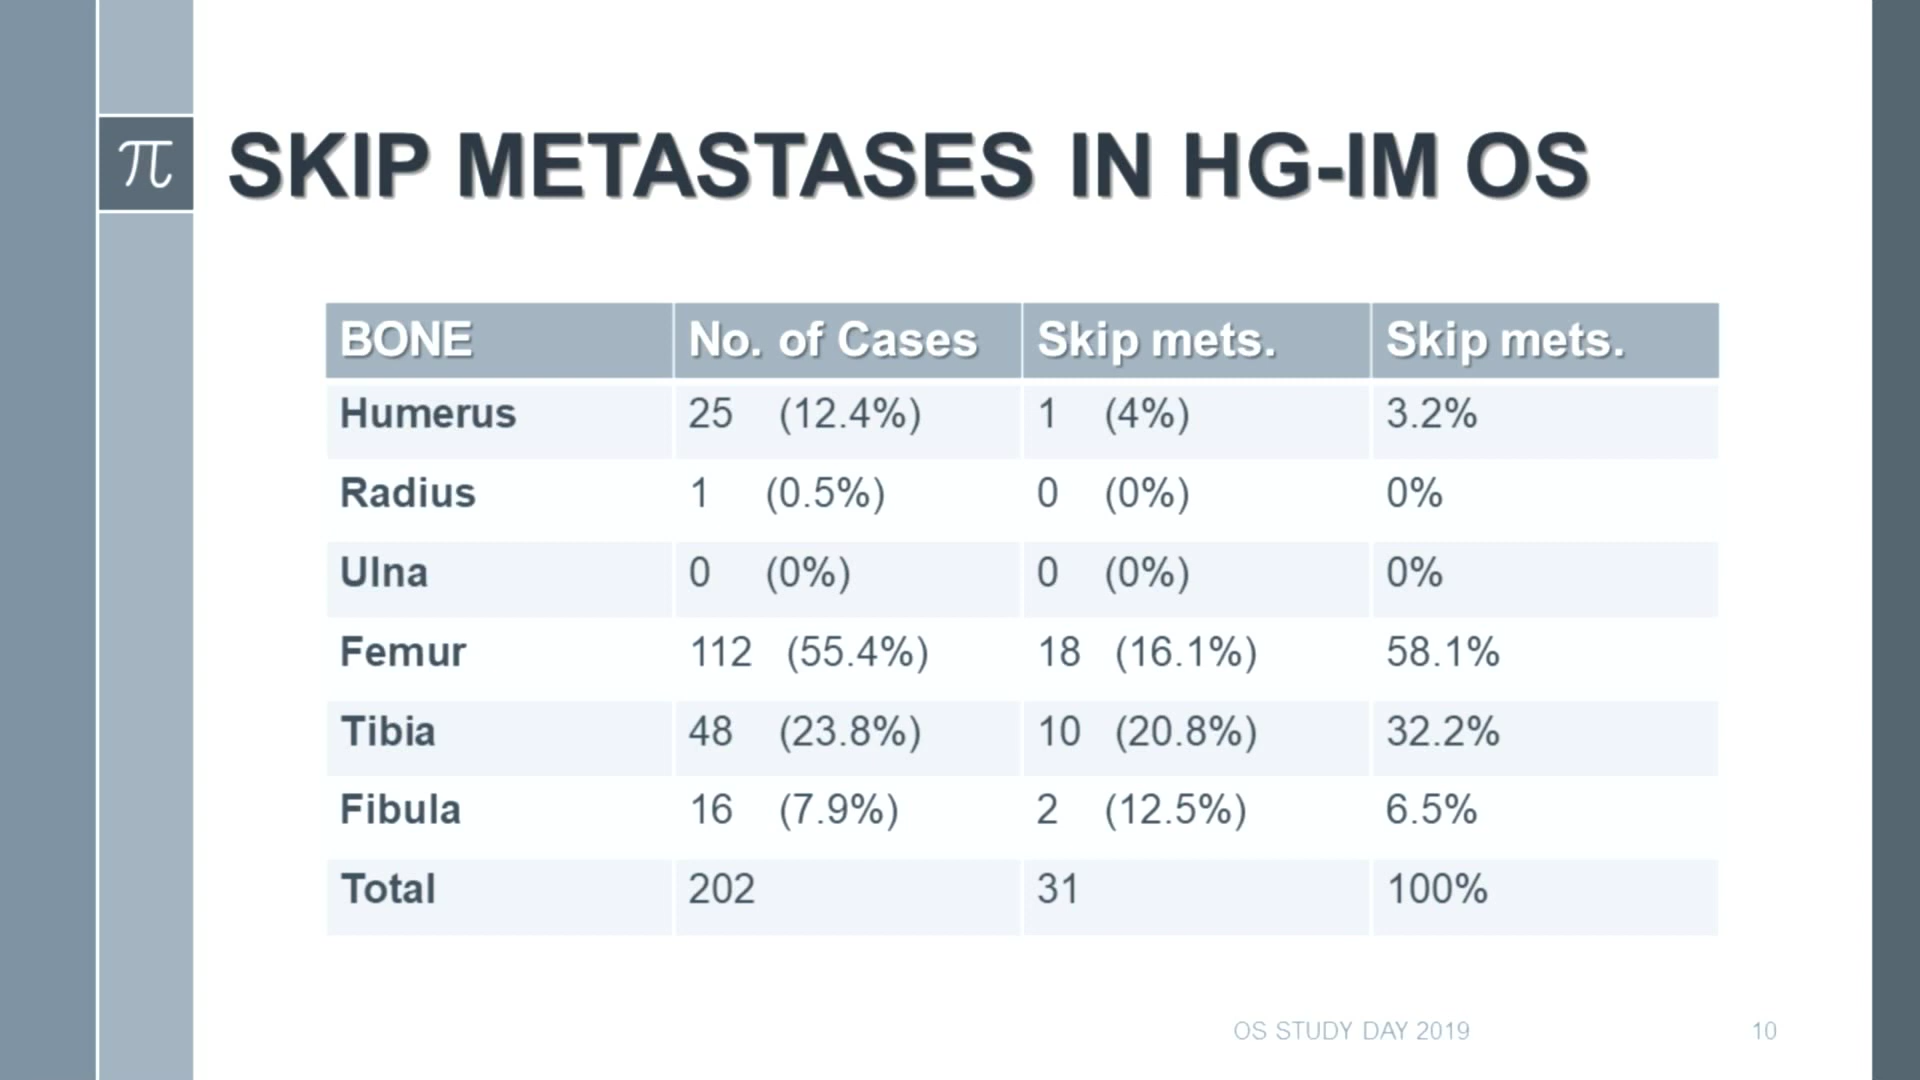 π
SKIP METASTASES IN HG-IM OS
BONE No. of Cases Skip mets. Skip mets.
Humerus 25 (12.4%) 1 (4%) 3.2%
Radius 1 (0.5%) 0 (0%) 0%
Ulna 0 (0%) 0 (0%) 0%
Femur 112 (55.4%) 18 (16.1%) 58.1%
Tibia 48 (23.8%) 10 (20.8%) 32.2%
Fibula 16 (7.9%) 2 (12.5%) 6.5%
Total 202 31 100%
OS STUDY DAY 2019 10